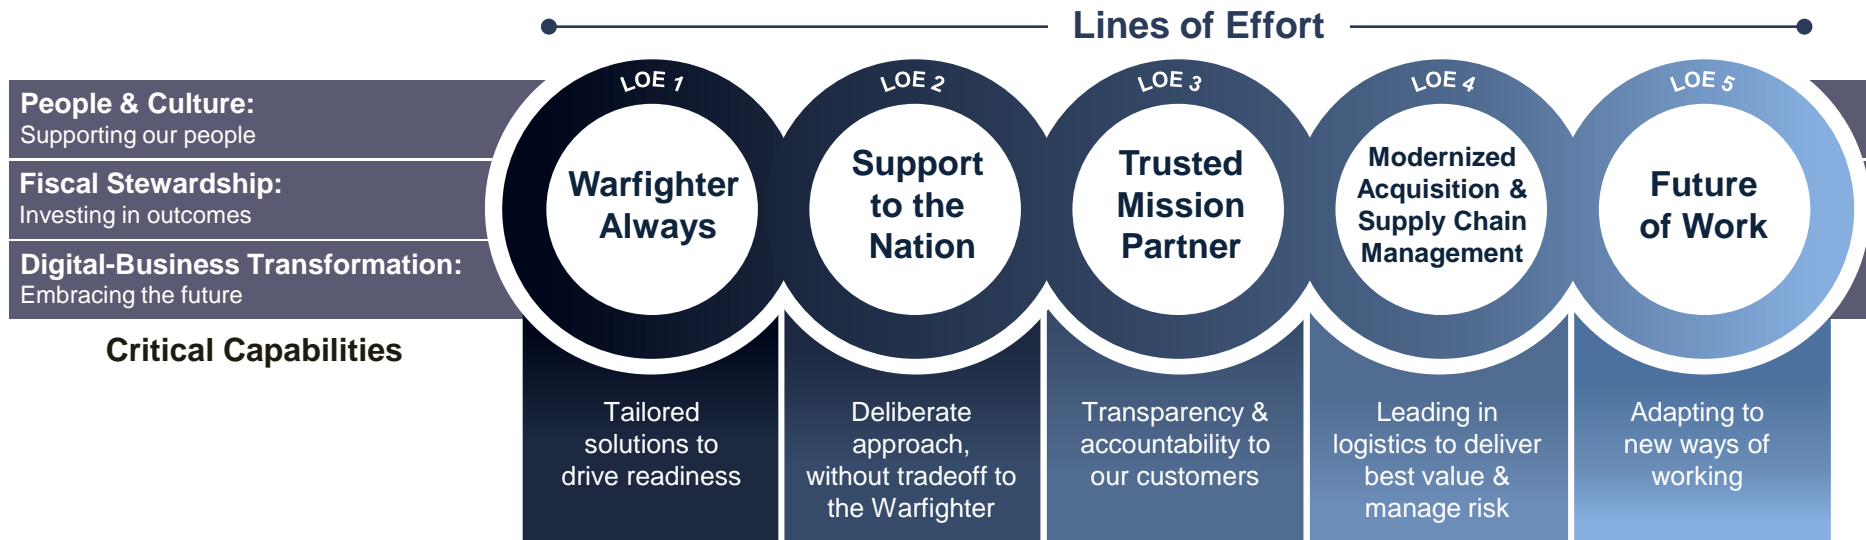 Lines of Effort
People & Culture:
Supporting our people
Fiscal Stewardship:
Investing in outcomes
Digital-Business Transformation:
Embracing the future
Critical Capabilities
LOE 1
Warfighter
Always
Tailored
solutions to
drive readiness
LOE 2
Support
to the
Nation
Deliberate
approach,
without tradeoff to
the Warfighter
LOE 3
Trusted
Mission
Partner
Transparency &
accountability to
our customers
LOE 4
Modernized
Acquisition &
Supply Chain
Management
Leading in
logistics to deliver
best value &
manage risk
LOE 5
Future
of Work
Adapting to
new ways of
working